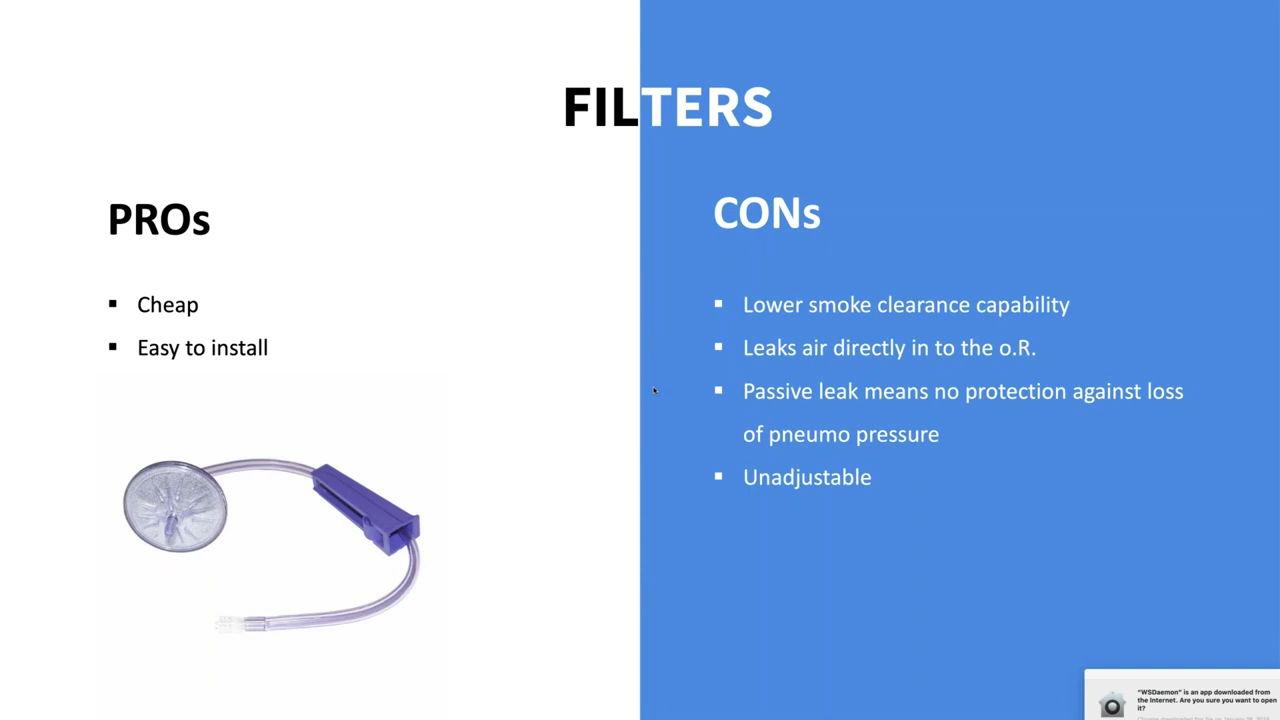 FILTERS
PROs
Cheap
Easy to install
CONs
Lower smoke clearance capability
Leaks air directly in to the o.R.
Passive leak means no protection against loss
of pneumo pressure
Unadjustable
"WSDaemon" is an app downloaded from
the Internet. Are you sure you want to open
it?